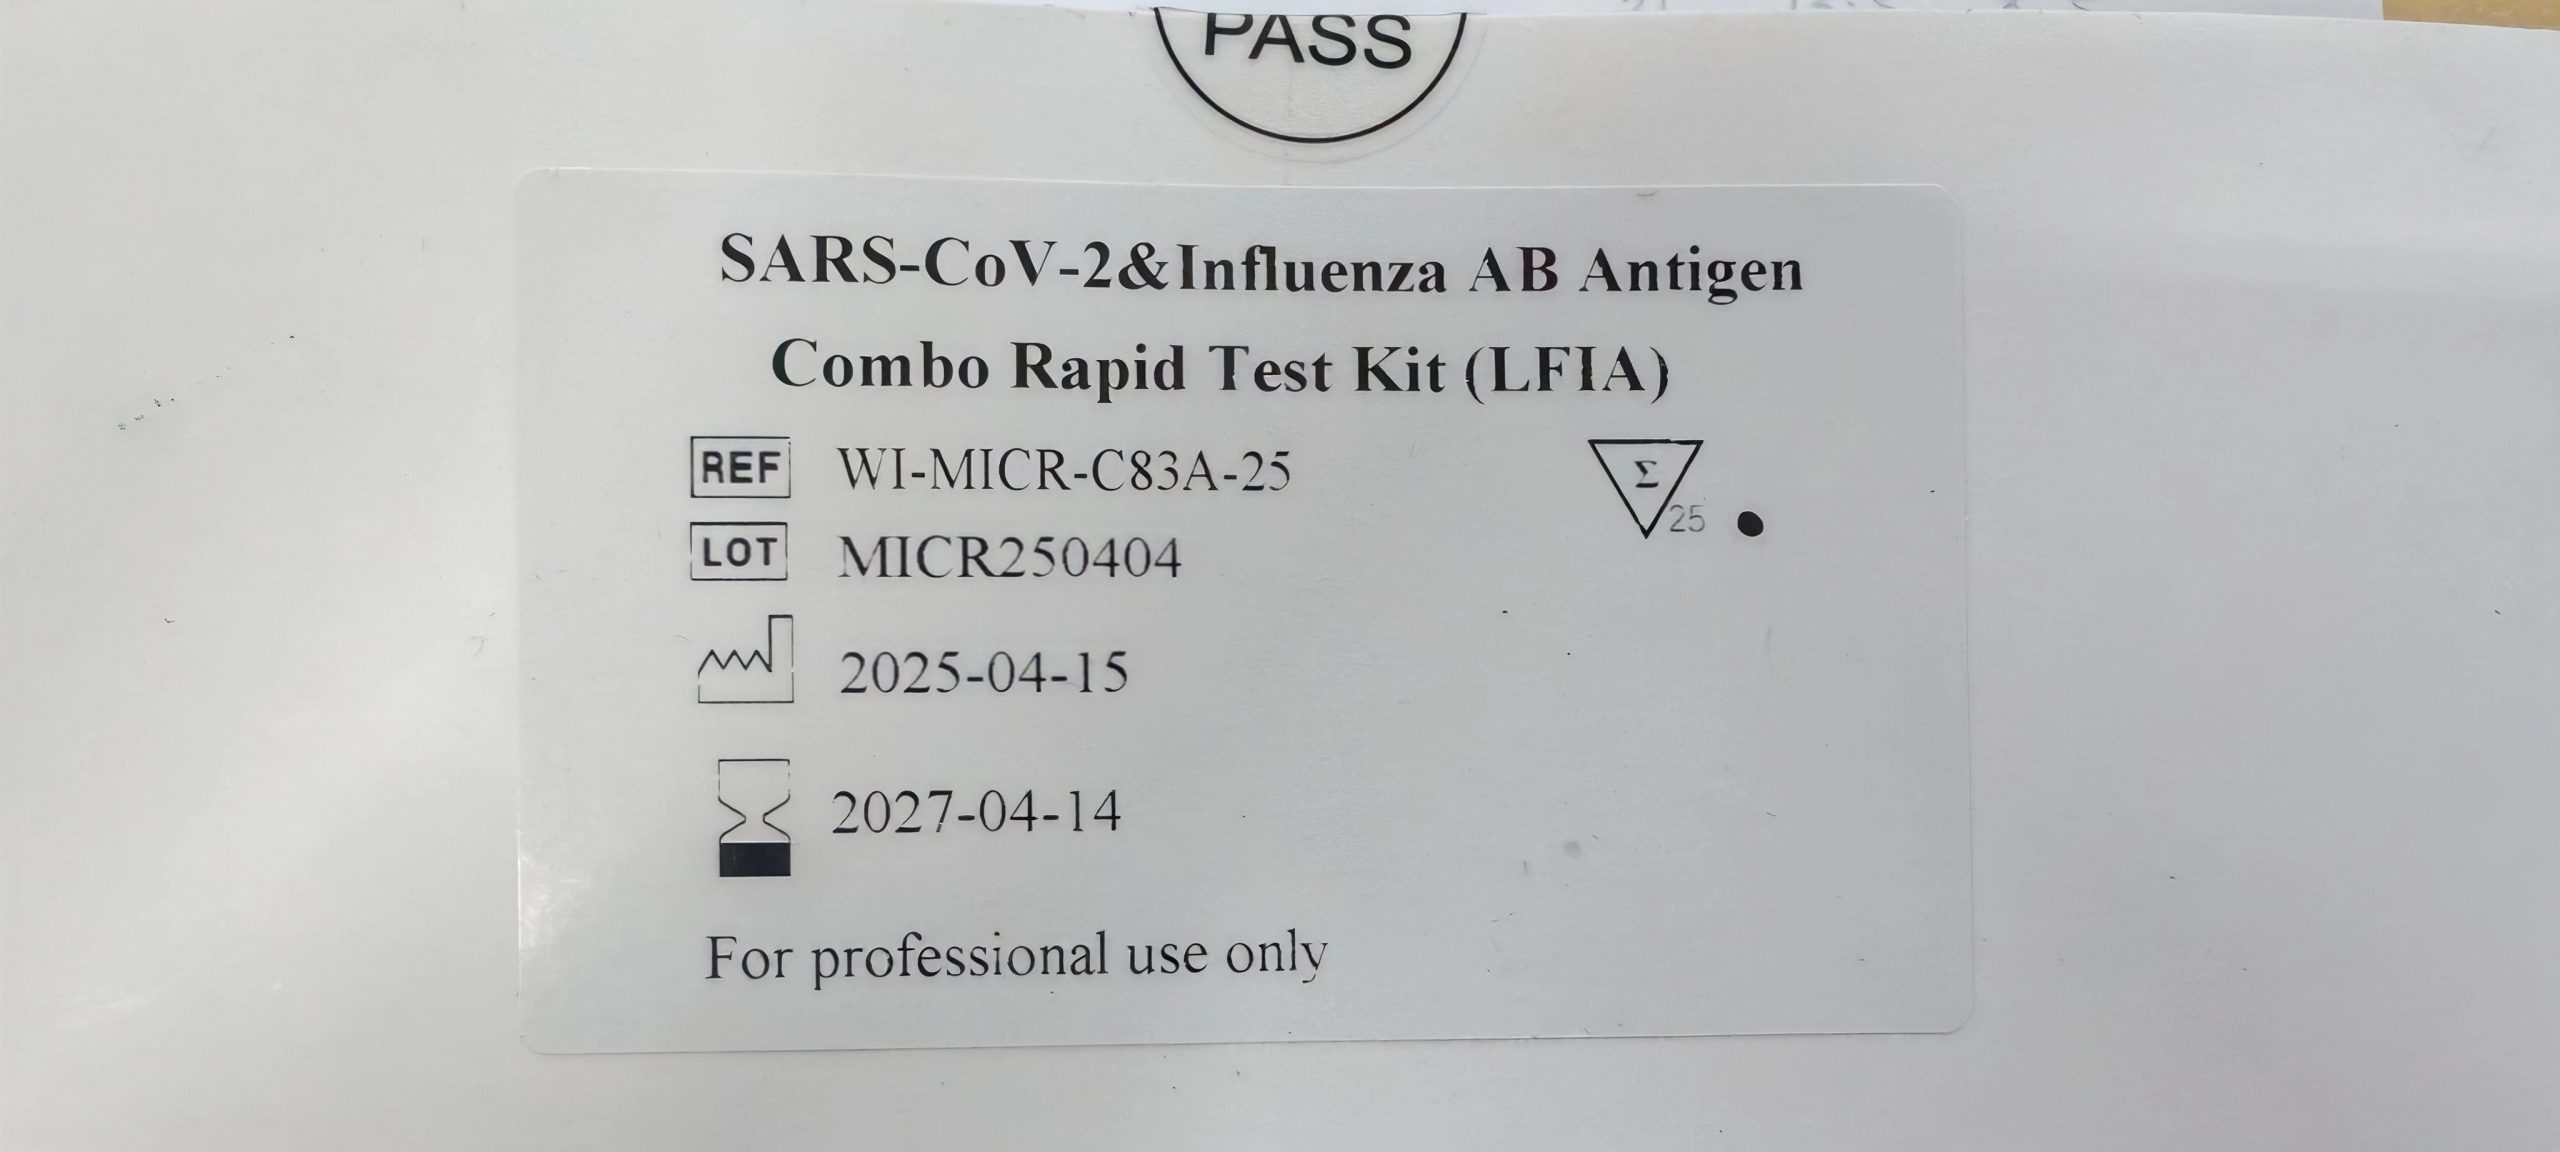 PASS
SARS-CoV-2&Influenza AB Antigen
Combo Rapid Test Kit (LFIA)
REF WI-MICR-C83A-25
Σ 25
LOT MICR250404
2025-04-15
2027-04-14
For professional use only